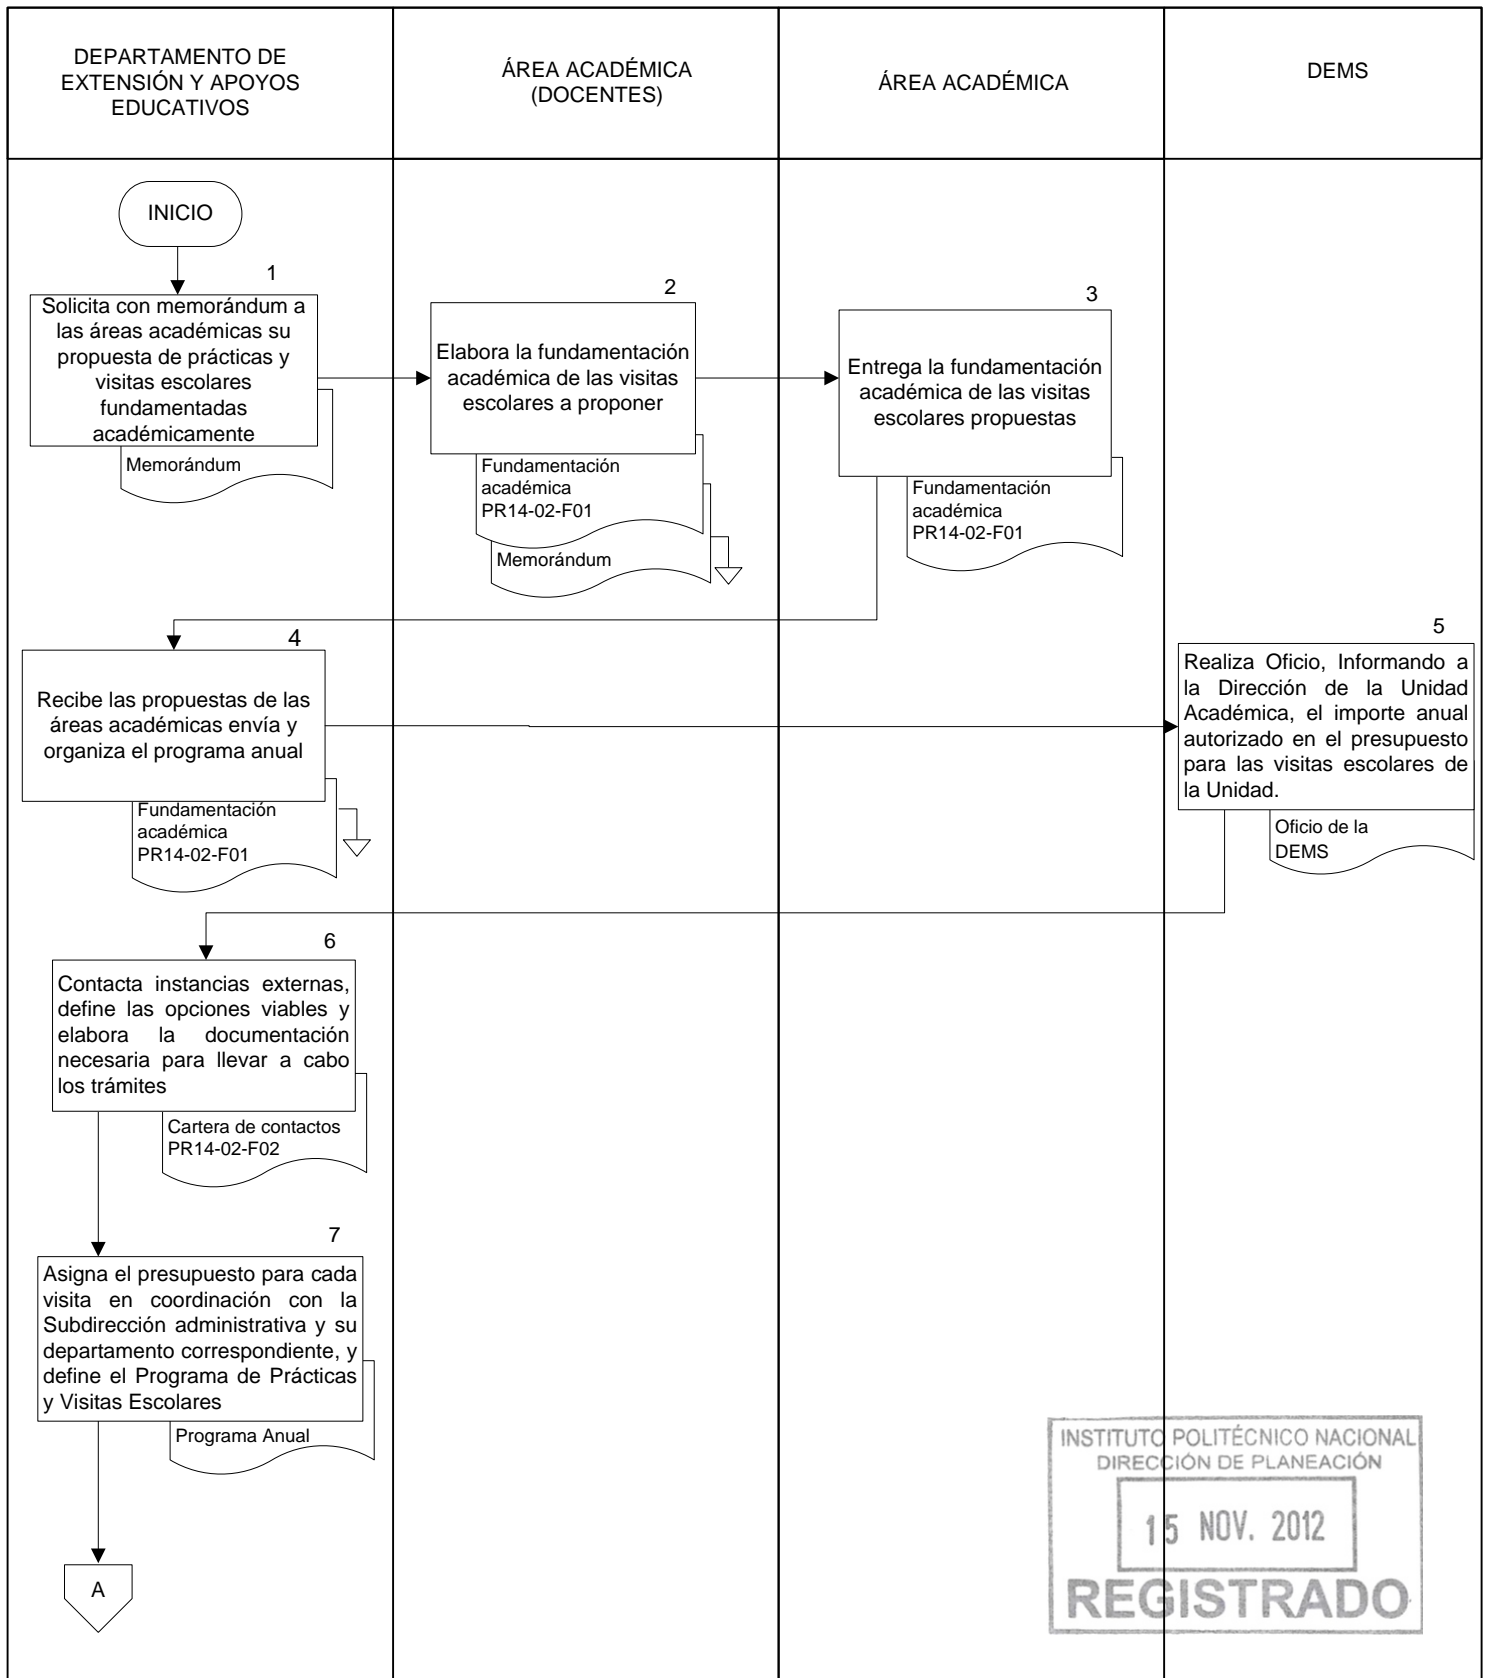 DEPARTAMENTO DE
EXTENSIÓN Y APOYOS
EDUCATIVOS
ÁREA ACADÉMICA
(DOCENTES)
ÁREA ACADÉMICA
DEMS
INICIO
1
Solicita con memorándum a
las áreas académicas su
propuesta de prácticas y
visitas escolares
fundamentadas
académicamente
Memorándum
2
Elabora la fundamentación
académica de las visitas
escolares a proponer
Fundamentación
académica
PR14-02-F01
Memorándum
3
Entrega la fundamentación
académica de las visitas
escolares propuestas
Fundamentación
académica
PR14-02-F01
4
Recibe las propuestas de las
áreas académicas envía y
organiza el programa anual
Fundamentación
académica
PR14-02-F01
5
Realiza Oficio, Informando a
la Dirección de la Unidad
Académica, el importe anual
autorizado en el presupuesto
para las visitas escolares de
la Unidad.
Oficio de la
DEMS
6
Contacta instancias externas,
define las opciones viables y
elabora la documentación
necesaria para llevar a cabo
los trámites
Cartera de contactos
PR14-02-F02
7
Asigna el presupuesto para cada
visita en coordinación con la
Subdirección administrativa y su
departamento correspondiente, y
define el Programa de Prácticas
y Visitas Escolares
Programa Anual
A
INSTITUTO POLITÉCNICO NACIONAL
DIRECCIÓN DE PLANEACIÓN
15 NOV. 2012
REGISTRADO